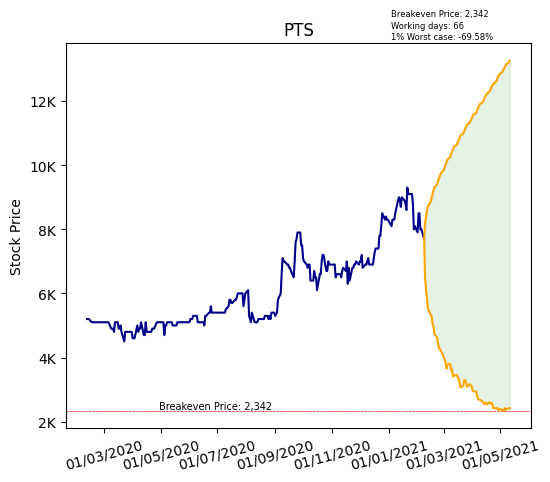 Breakeven Price: 2,342
Working days: 66
1% Worst case: -69.58%
PTS
Stock Price
12K
10K
8K
6K
4K
2K
Breakeven Price: 2,342
01/03/2020
01/05/2020
01/07/2020
01/09/2020
01/11/2020
01/01/2021
01/03/2021
01/05/2021